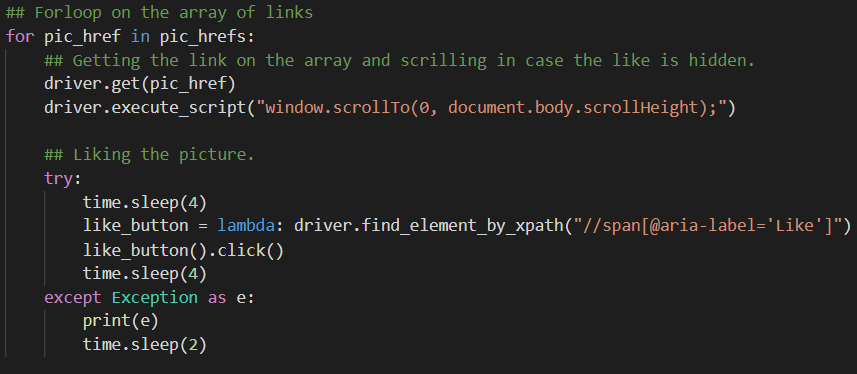 ## Forloop on the array of links
for pic_href in pic_hrefs:
    ## Getting the link on the array and scrilling in case the like is hidden.
    driver.get(pic_href)
    driver.execute_script("window.scrollTo(0, document.body.scrollHeight);")

    ## Liking the picture.
    try:
        time.sleep(4)
        like_button = lambda: driver.find_element_by_xpath("//span[@aria-label='Like']")
        like_button().click()
        time.sleep(4)
    except Exception as e:
        print(e)
        time.sleep(2)